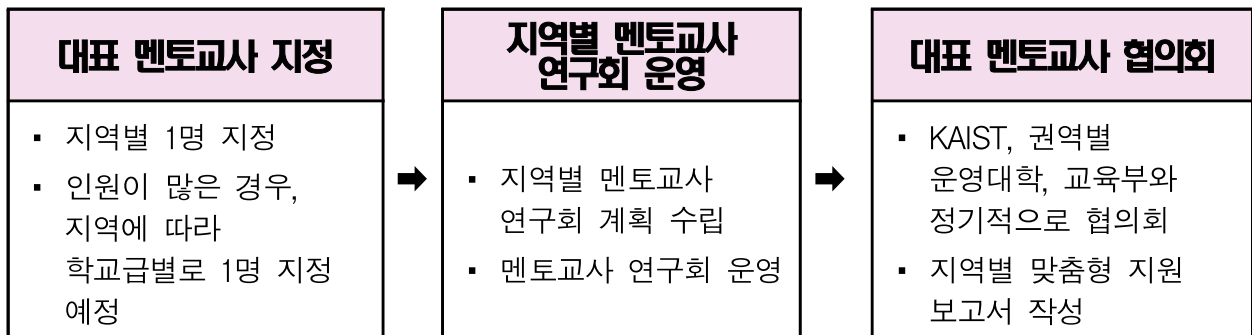 대표 멘토교사 지정
▪ 지역별 1명 지정
▪ 인원이 많은 경우,
지역에 따라
학교급별로 1명 지정
예정
➡
지역별 멘토교사
연구회 운영
▪ 지역별 멘토교사
연구회 계획 수립
▪ 멘토교사 연구회 운영
➡
대표 멘토교사 협의회
▪ KAIST, 권역별
운영대학, 교육부와
정기적으로 협의회
▪ 지역별 맞춤형 지원
보고서 작성